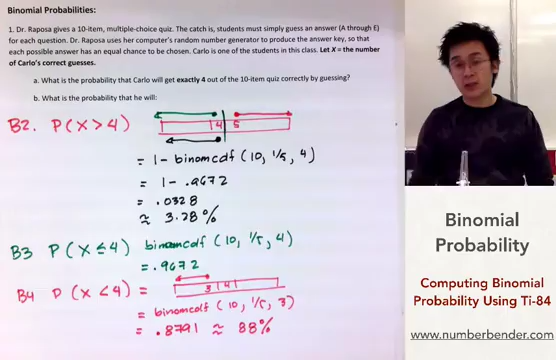 Binomial Probabilities:
1. Dr. Raposa gives a 10-item, multiple-choice quiz. The catch is, students must simply guess an answer (A through E)
for each question. Dr. Raposa uses her computer's random number generator to produce the answer key, so that
each possible answer has an equal chance to be chosen. Carlo is one of the students in this class. Let X = the number
of Carlo's correct guesses.
a. What is the probability that Carlo will get exactly 4 out of the 10-item quiz correctly by guessing?
b. What is the probability that he will:
B2. P(X>4) 4 5
= 1 - binomcdf (10, 1/5, 4)
= 1 - .9672
= .0328
≈ 3.28%
B3 P(X≤4) binomcdf (10, 1/5, 4)
= .9672
B4 P(X<4) = 3 4
= binomcdf (10, 1/5, 3)
= .8791 ≈ 88%
Binomial
Probability
Computing Binomial
Probability Using Ti-84
www.numberbender.com